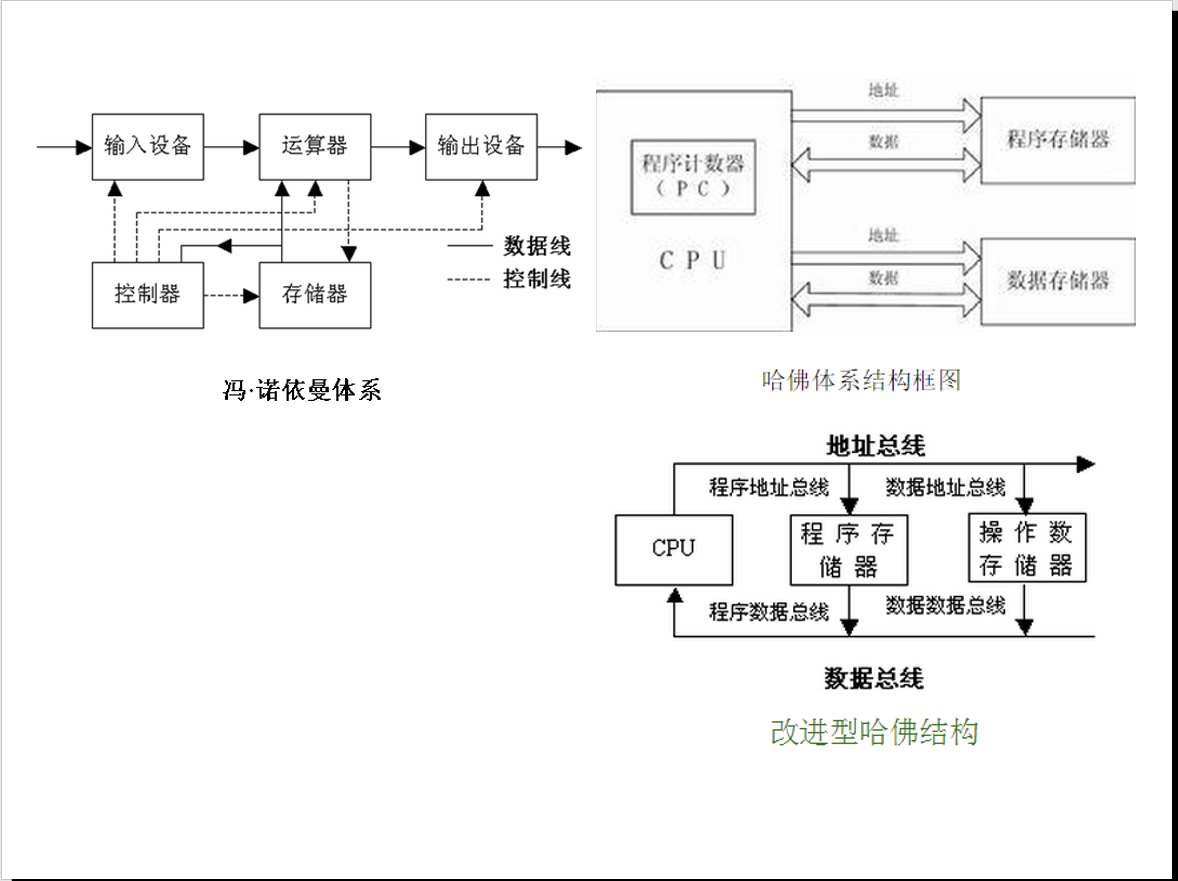 输入设备
运算器
输出设备
控制器
存储器
数据线
控制线
冯·诺依曼体系
地址
数据
程序存储器
程序计数器
（PC）
CPU
地址
数据
数据存储器
哈佛体系结构框图
地址总线
程序地址总线
数据地址总线
CPU
程序存
储器
操作数
存储器
程序数据总线
数据数据总线
数据总线
改进型哈佛结构